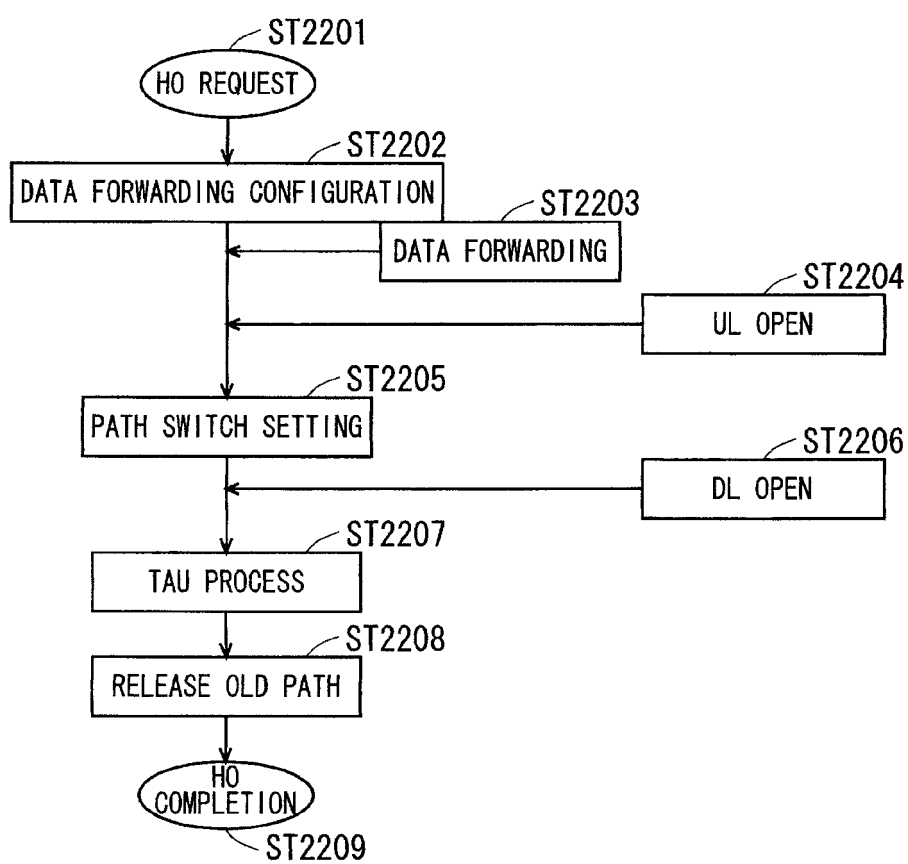 ST2201
HO REQUEST
ST2202
DATA FORWARDING CONFIGURATION
ST2203
DATA FORWARDING
ST2204
UL OPEN
ST2205
PATH SWITCH SETTING
ST2206
DL OPEN
ST2207
TAU PROCESS
ST2208
RELEASE OLD PATH
HO
COMPLETION
ST2209